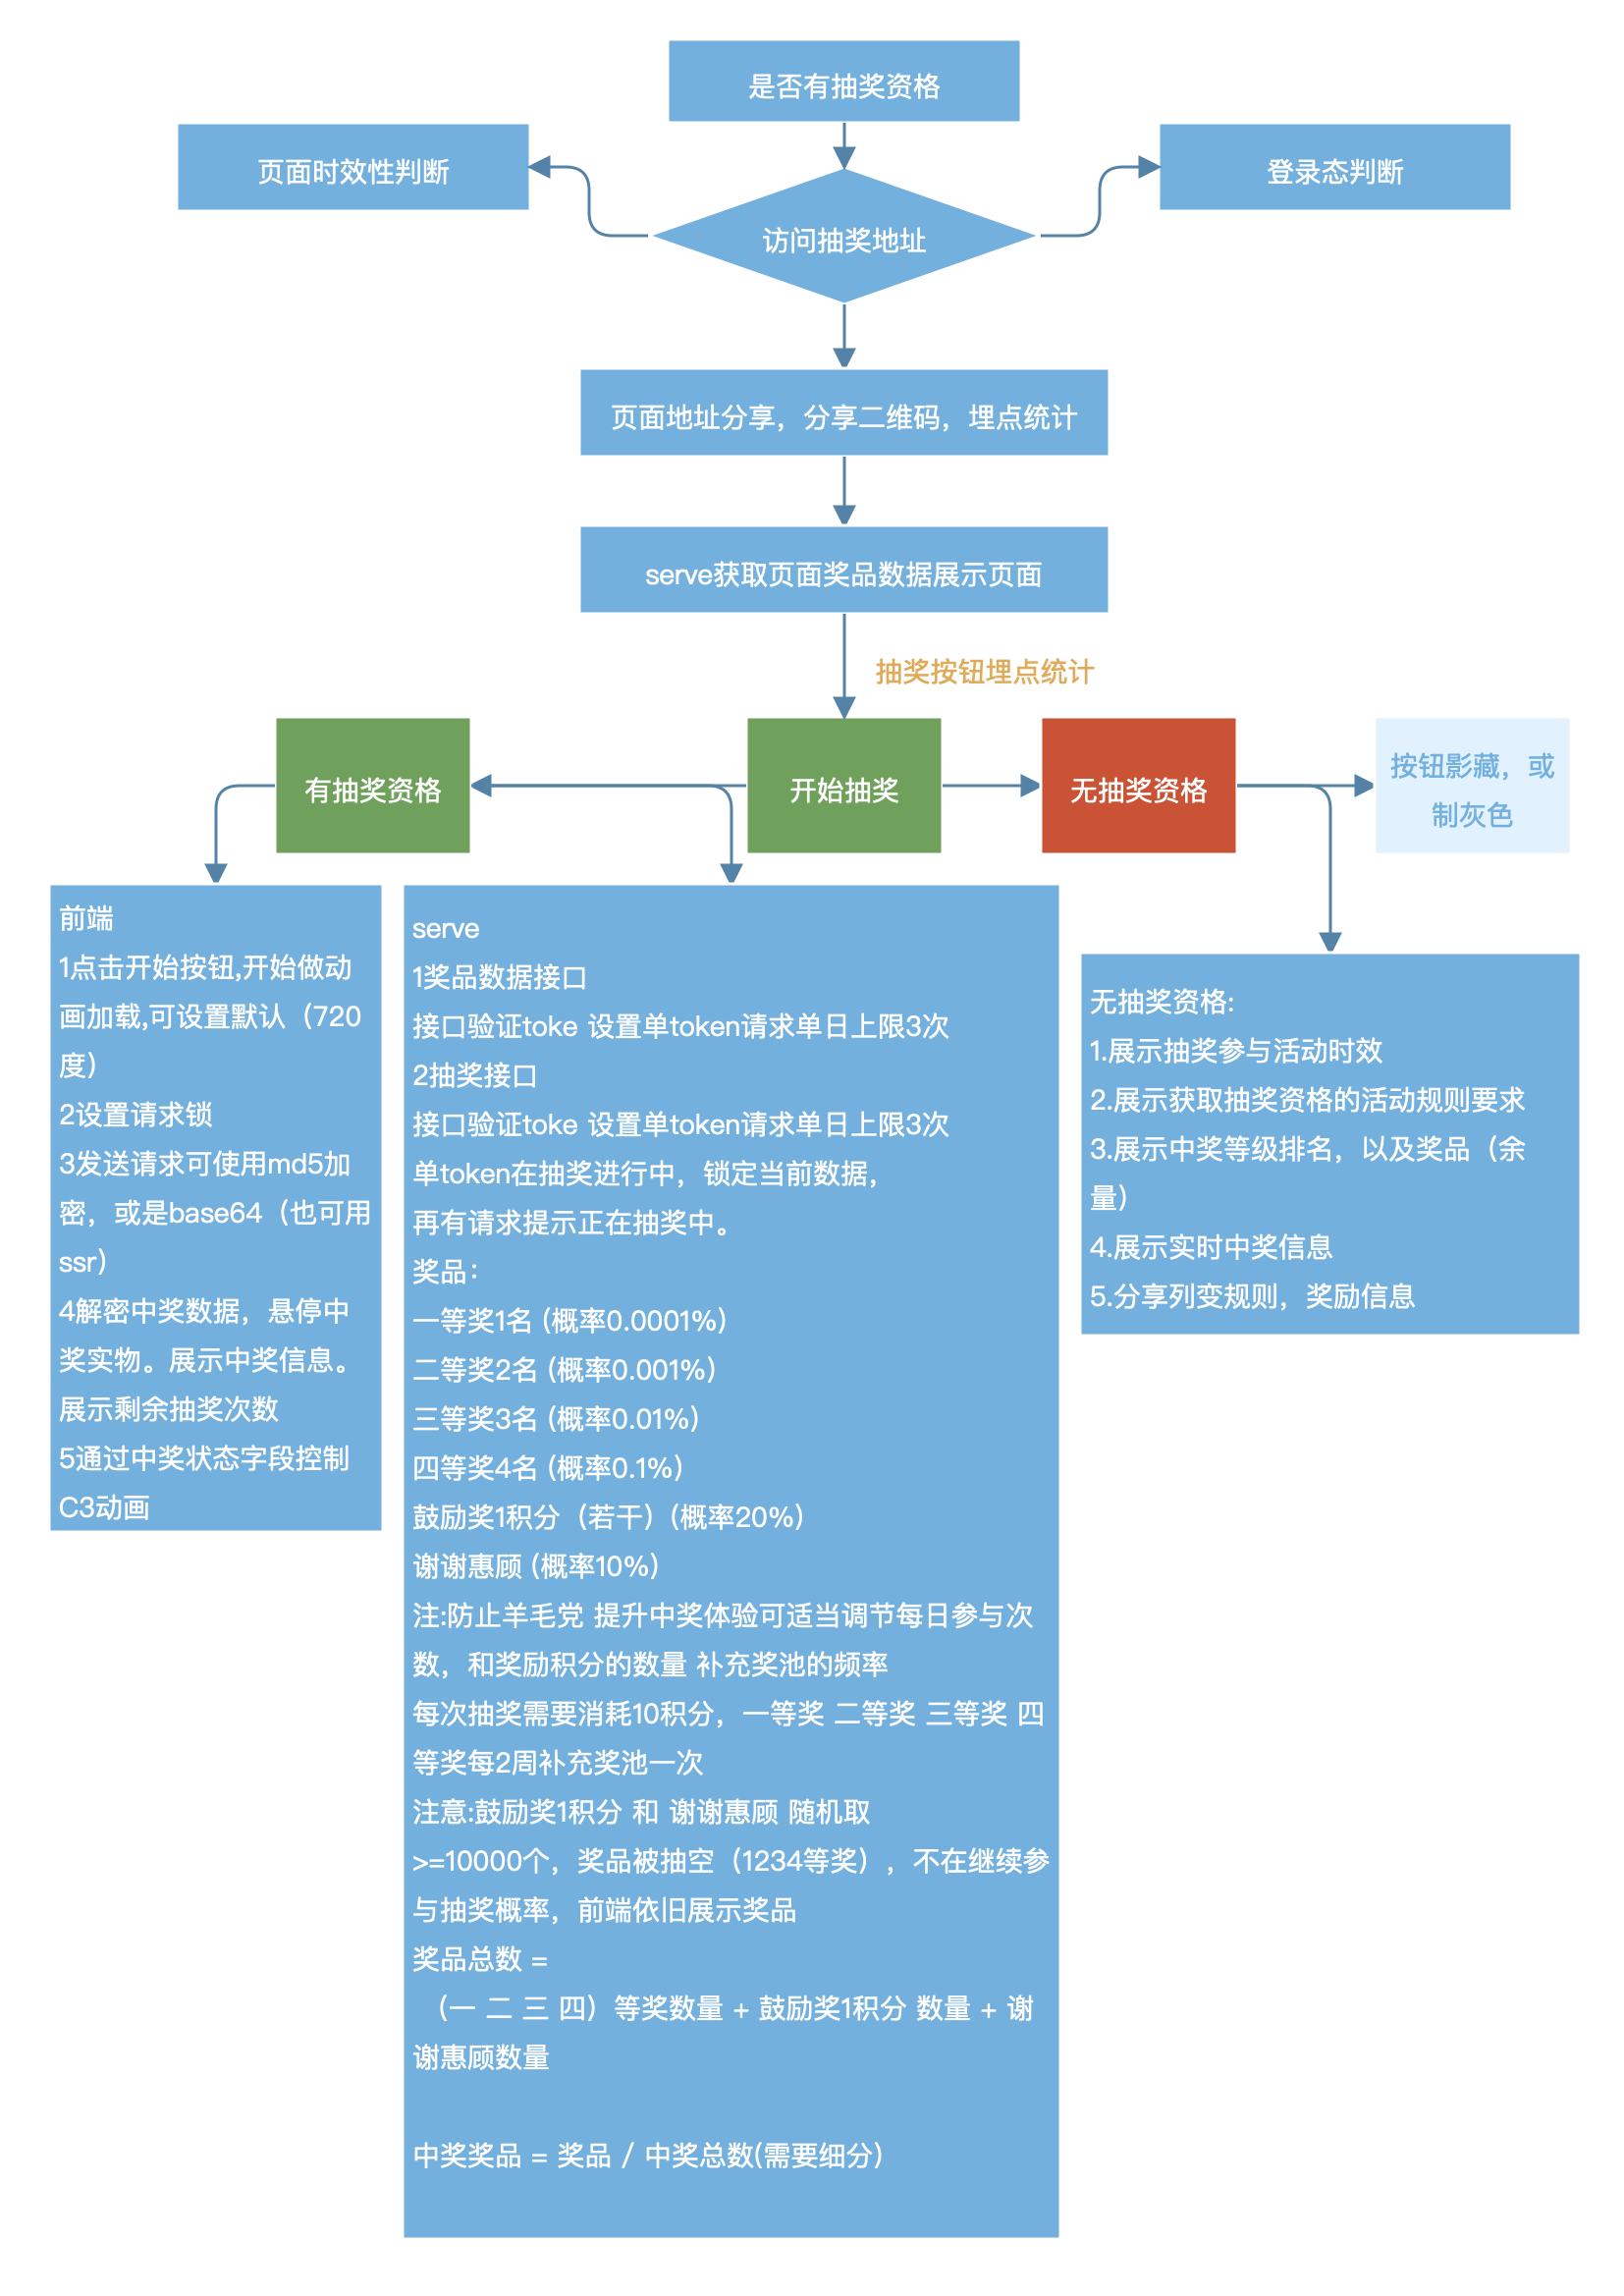 是否有抽奖资格
页面时效性判断
登录态判断
访问抽奖地址
页面地址分享，分享二维码，埋点统计
serve获取页面奖品数据展示页面
抽奖按钮埋点统计
有抽奖资格
开始抽奖
无抽奖资格
按钮影藏，或
制灰色
前端
1点击开始按钮,开始做动
画加载,可设置默认（720
度）
2设置请求锁
3发送请求可使用md5加
密，或是base64（也可用
ssr）
4解密中奖数据，悬停中
奖实物。展示中奖信息。
展示剩余抽奖次数
5通过中奖状态字段控制
C3动画
serve
1奖品数据接口
接口验证toke 设置单token请求单日上限3次
2抽奖接口
接口验证toke 设置单token请求单日上限3次
单token在抽奖进行中，锁定当前数据，
再有请求提示正在抽奖中。
奖品：
一等奖1名 (概率0.0001%)
二等奖2名 (概率0.001%)
三等奖3名 (概率0.01%)
四等奖4名 (概率0.1%)
鼓励奖1积分（若干）(概率20%)
谢谢惠顾 (概率10%)
注:防止羊毛党 提升中奖体验可适当调节每日参与次
数，和奖励积分的数量 补充奖池的频率
每次抽奖需要消耗10积分，一等奖 二等奖 三等奖 四
等奖每2周补充奖池一次
注意:鼓励奖1积分 和 谢谢惠顾 随机取
>=10000个，奖品被抽空（1234等奖），不在继续参
与抽奖概率，前端依旧展示奖品
奖品总数 =
（一 二 三 四）等奖数量 + 鼓励奖1积分 数量 + 谢
谢惠顾数量
中奖奖品 = 奖品 / 中奖总数(需要细分)
无抽奖资格:
1.展示抽奖参与活动时效
2.展示获取抽奖资格的活动规则要求
3.展示中奖等级排名，以及奖品（余
量）
4.展示实时中奖信息
5.分享列变规则，奖励信息